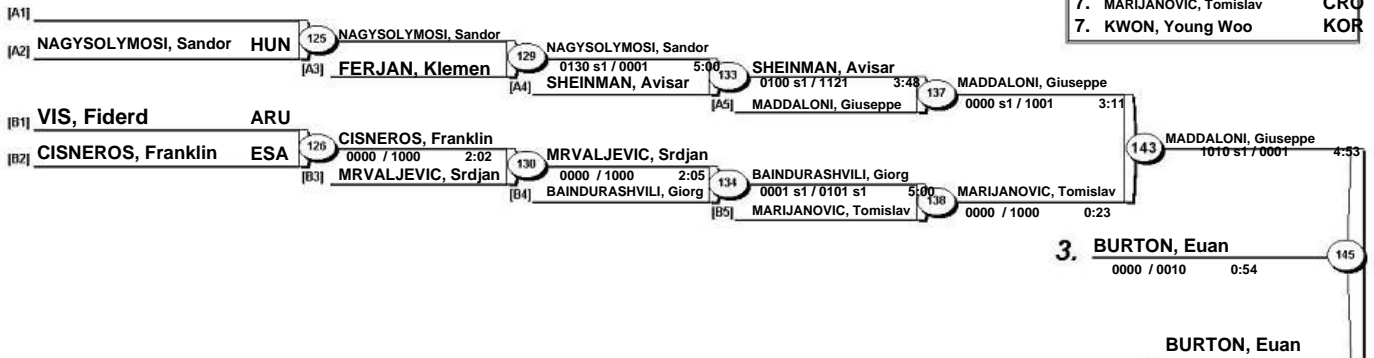 7. MARIJANOVIC, Tomislav CRO
7. KWON, Young Woo KOR
[A1]
[A2] NAGYSOLYMOSI, Sandor HUN
125 NAGYSOLYMOSI, Sandor
[A3] FERJAN, Klemen
129 NAGYSOLYMOSI, Sandor
0130 s1 / 0001 5:00
[A4] SHEINMAN, Avisar
133 SHEINMAN, Avisar
0100 s1 / 1121 3:48
[A5] MADDALONI, Giuseppe
137 MADDALONI, Giuseppe
0000 s1 / 1001 3:11
[B1] VIS, Fiderd ARU
[B2] CISNEROS, Franklin ESA
126 CISNEROS, Franklin
0000 / 1000 2:02
[B3] MRVALJEVIC, Srdjan
130 MRVALJEVIC, Srdjan
0000 / 1000 2:05
[B4] BAINDURASHVILI, Giorg
134 BAINDURASHVILI, Giorg
0001 s1 / 0101 s1 5:00
[B5] MARIJANOVIC, Tomislav
138 MARIJANOVIC, Tomislav
0000 / 1000 0:23
143 MADDALONI, Giuseppe
1010 s1 / 0001 4:53
3. BURTON, Euan
0000 / 0010 0:54
145
BURTON, Euan